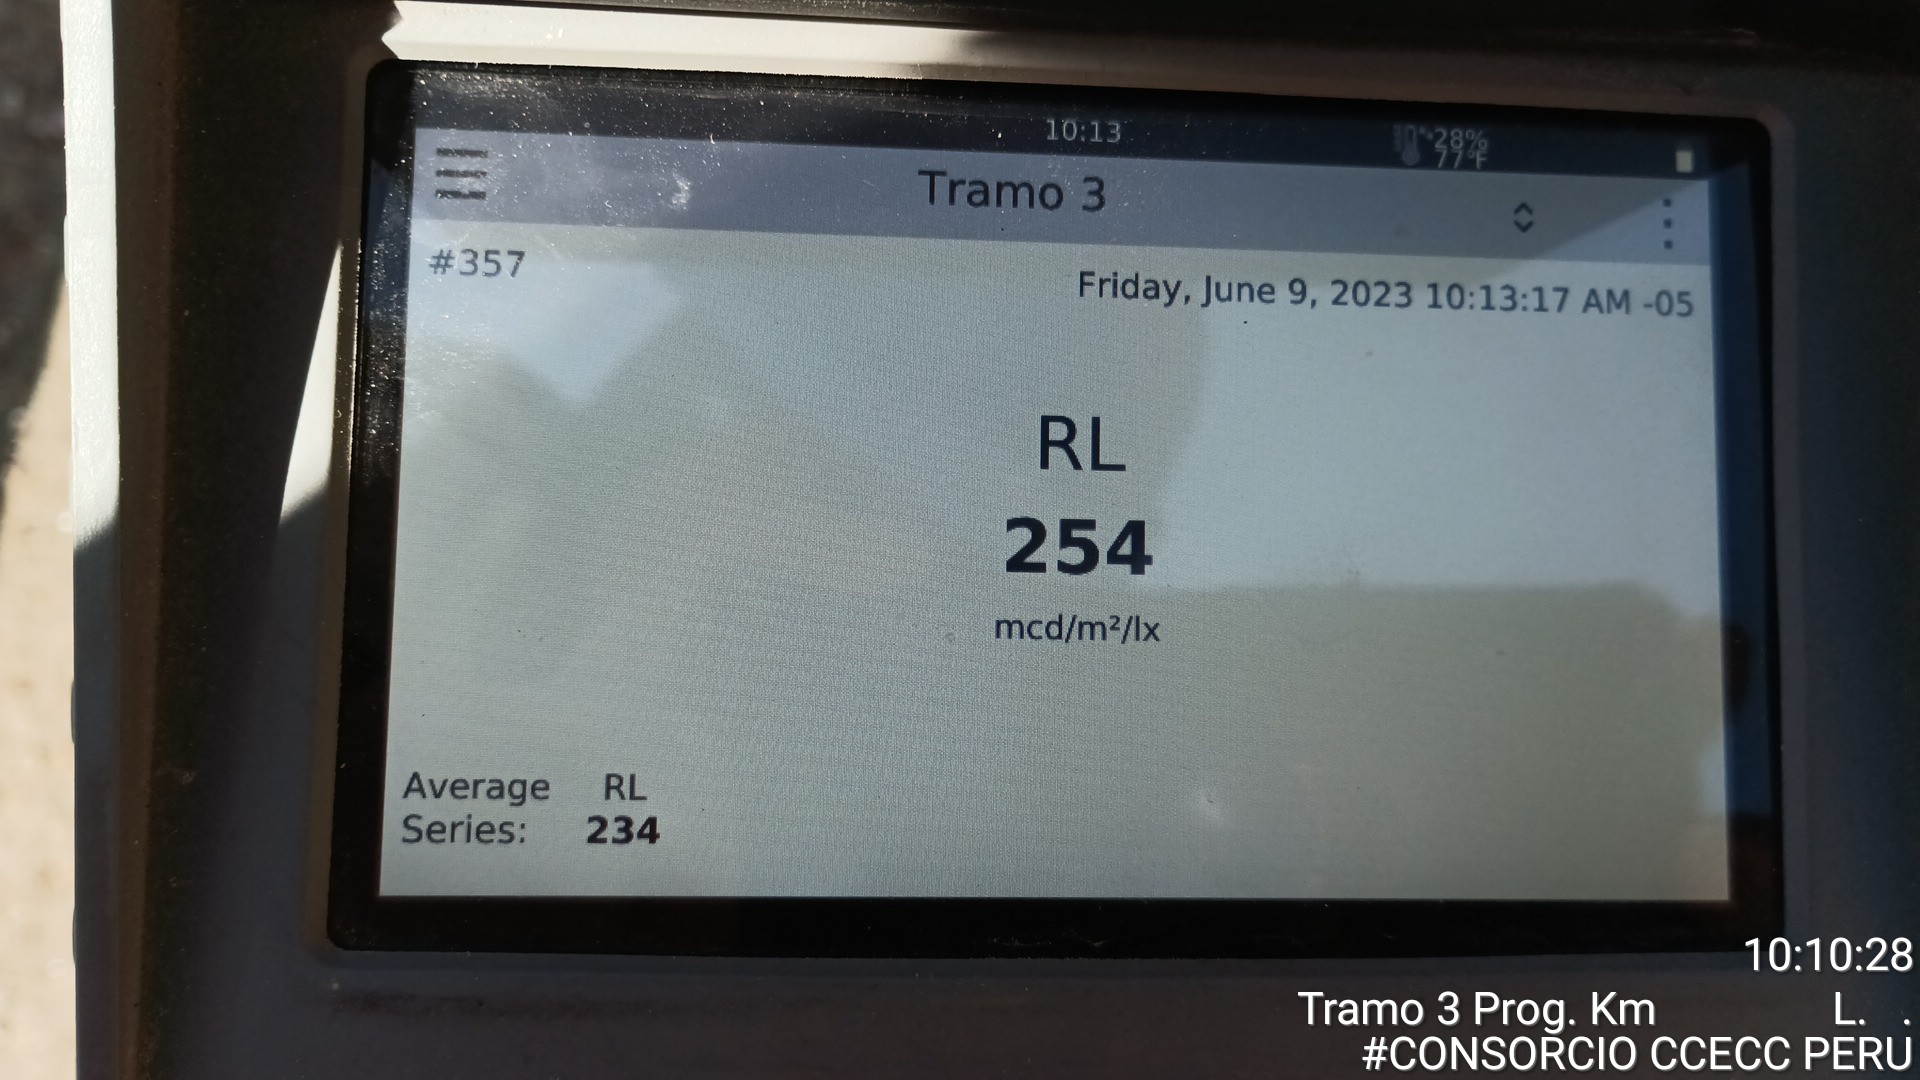 10:13
28%
77°F
Tramo 3
#357
Friday, June 9, 2023 10:13:17 AM -05
RL
254
mcd/m²/lx
Average RL
Series: 234
10:10:28
Tramo 3 Prog. Km L. .
#CONSORCIO CCECC PERU